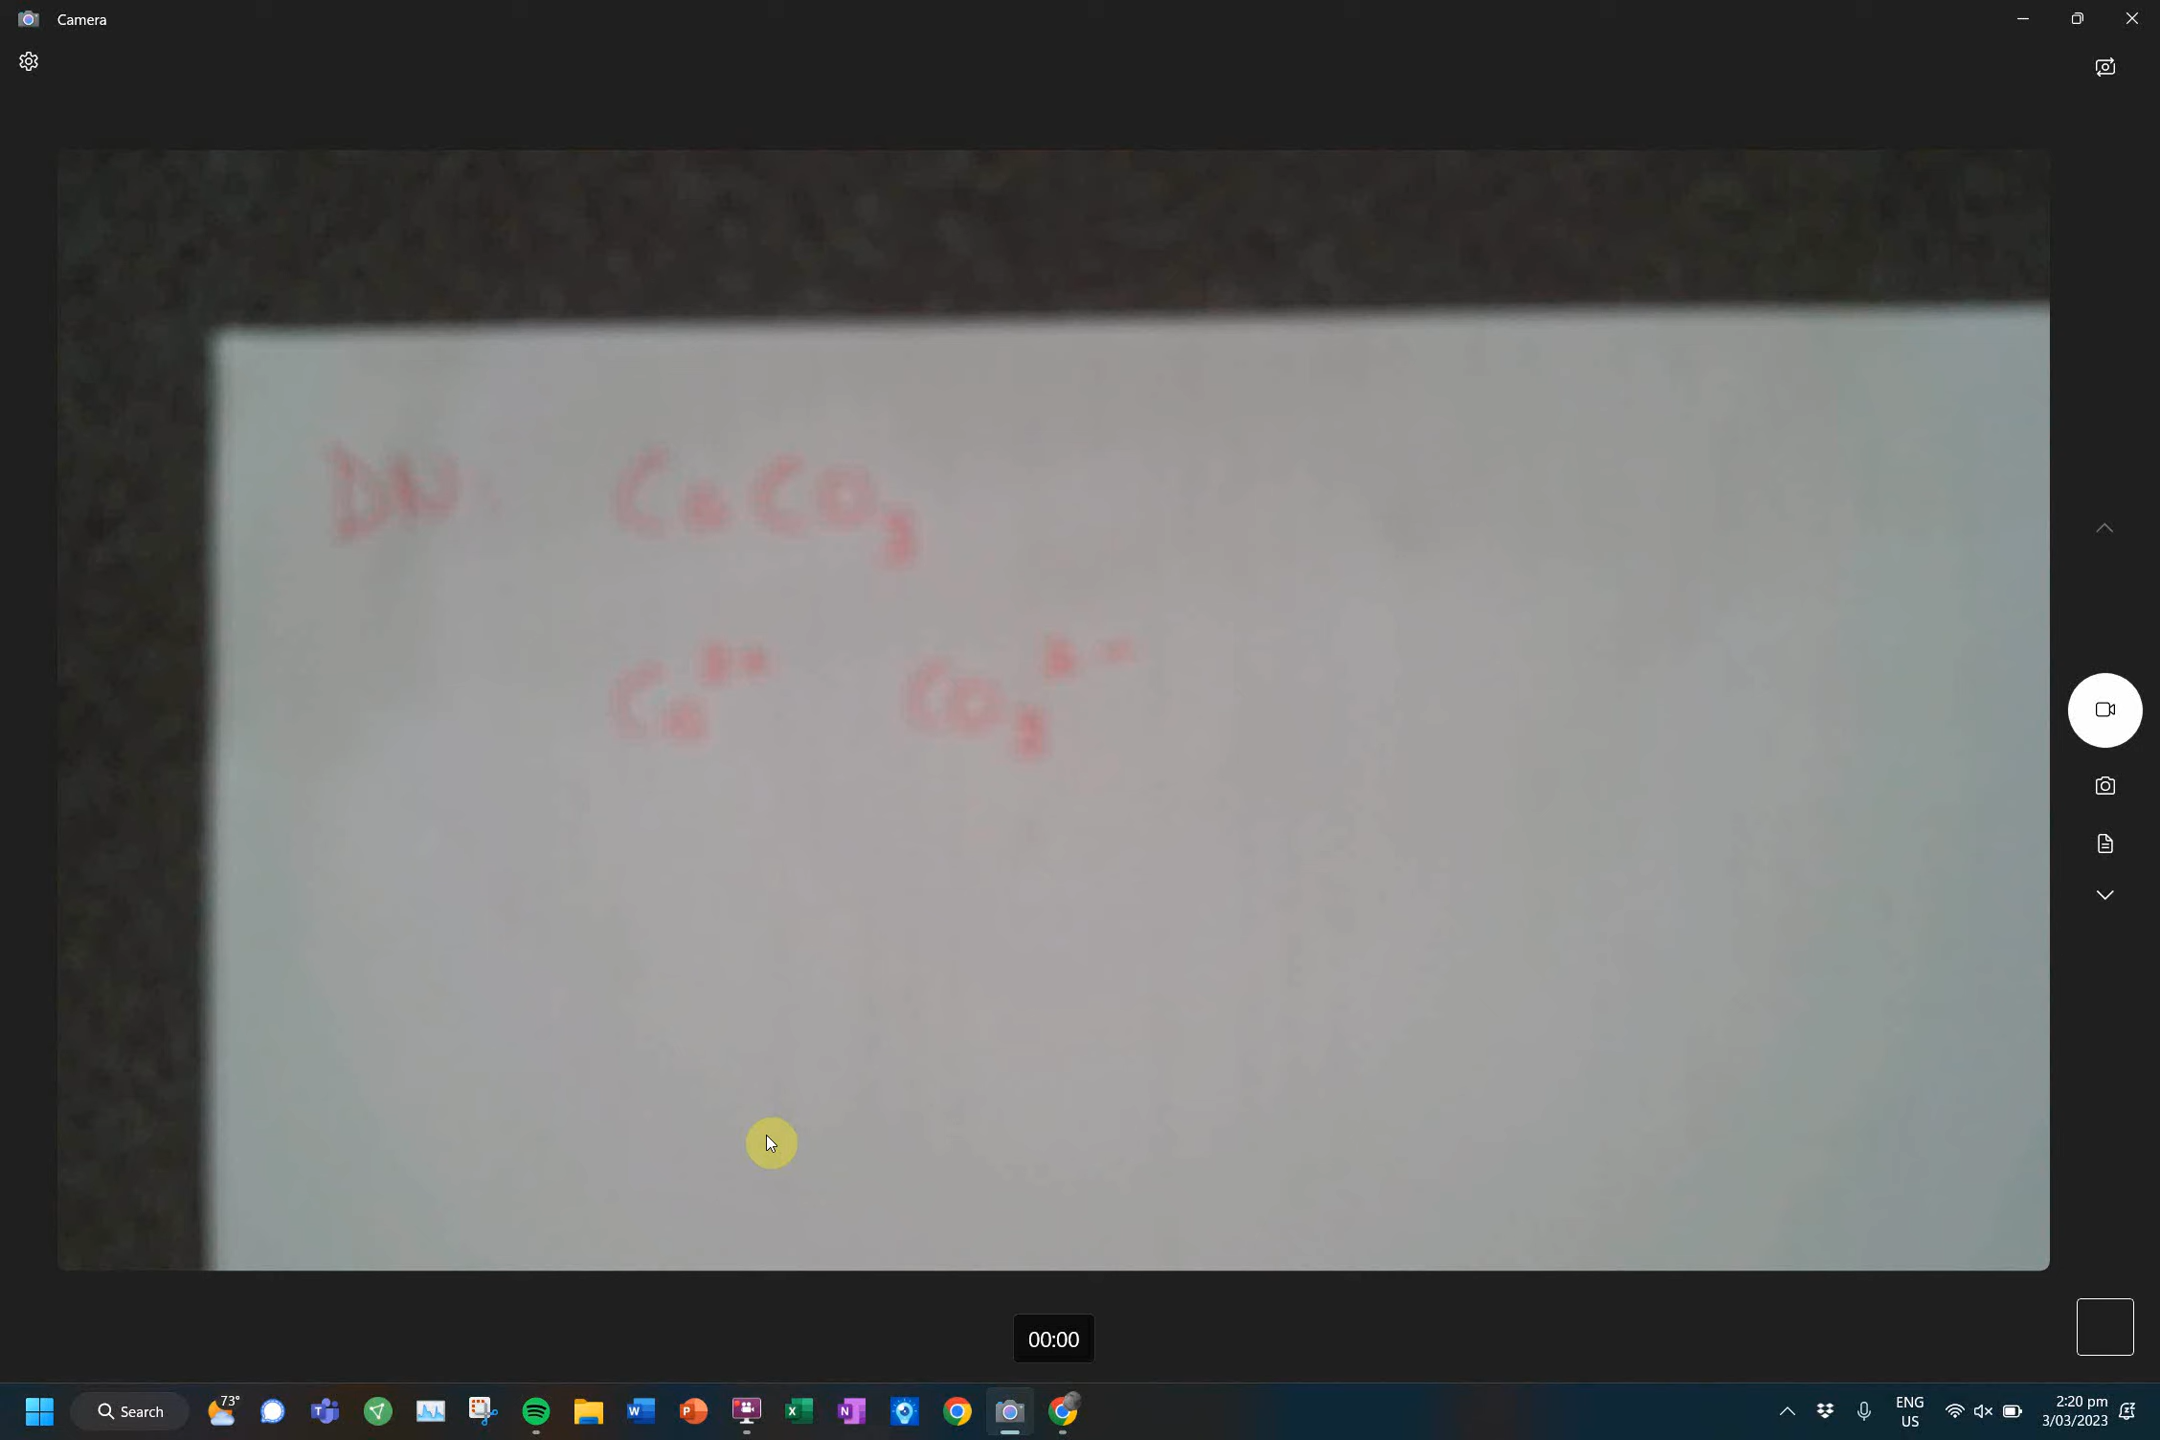 Camera
CaCO₃
Ca²⁺ CO₃²⁻
00:00
Search
73°
ENG
US
2:20 pm
3/03/2023